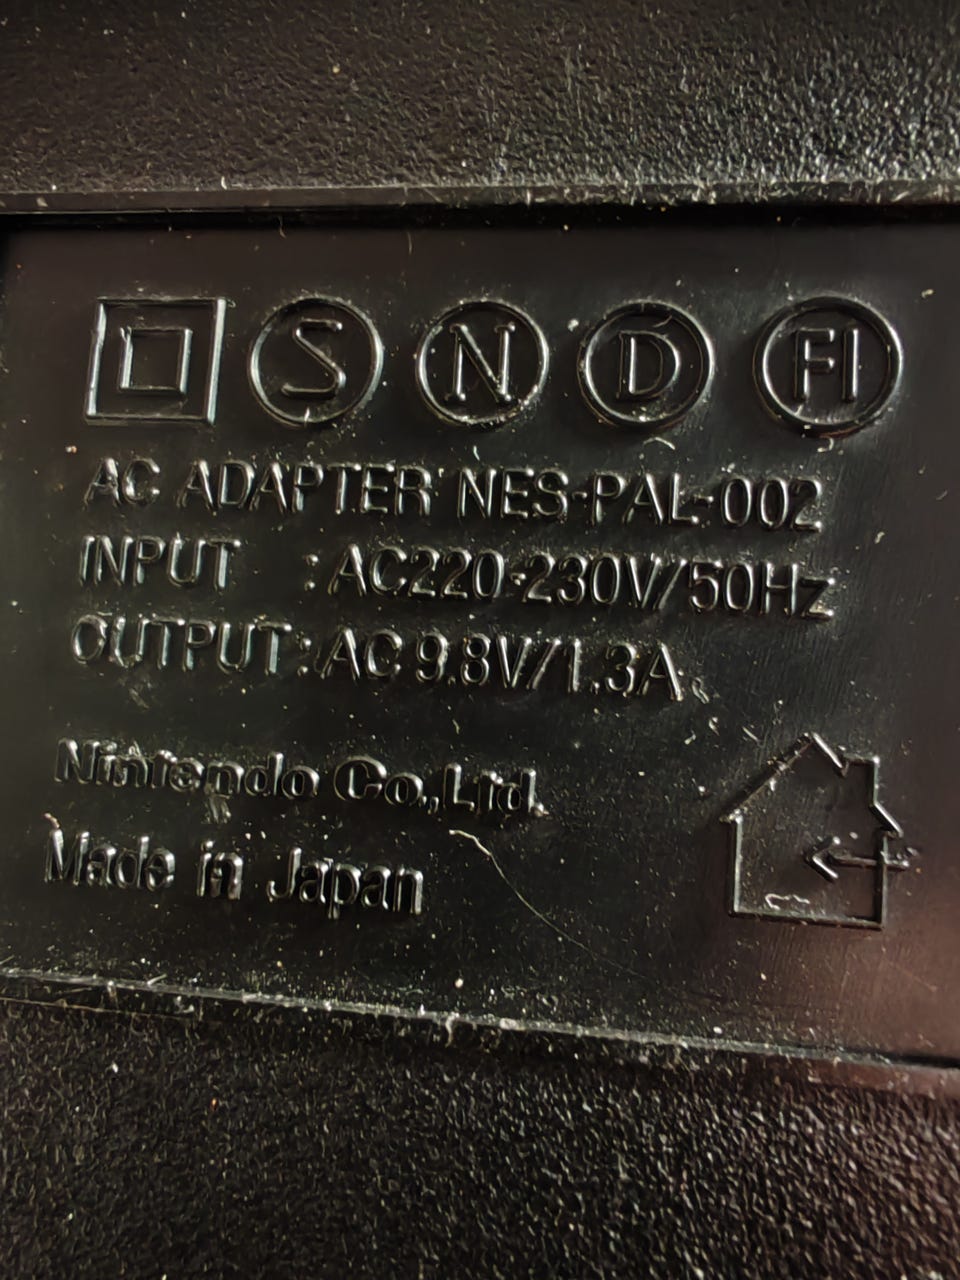 S N D FI
AC ADAPTER NES-PAL-002
INPUT : AC220-230V/50Hz
OUTPUT : AC 9.8V/1.3A
Nintendo Co.,Ltd.
Made in Japan